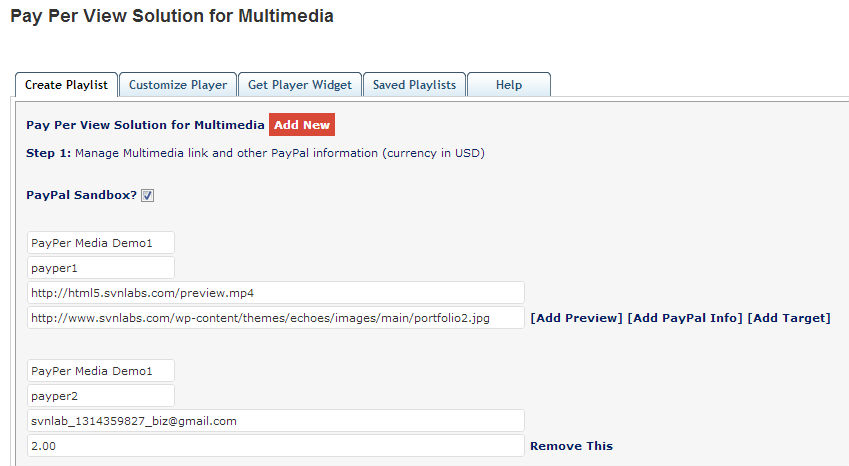 Pay Per View Solution for Multimedia
Create Playlist Customize Player Get Player Widget Saved Playlists Help
Pay Per View Solution for Multimedia Add New
Step 1: Manage Multimedia link and other PayPal information (currency in USD)
PayPal Sandbox?
PayPer Media Demo1
payper1
http://html5.svnlabs.com/preview.mp4
http://www.svnlabs.com/wp-content/themes/echoes/images/main/portfolio2.jpg [Add Preview] [Add PayPal Info] [Add Target]
PayPer Media Demo1
payper2
svnlab_1314359827_biz@gmail.com
2.00 Remove This